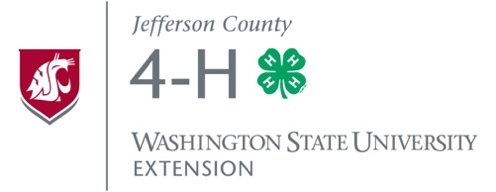 Jefferson County
4-H
H H H H
WASHINGTON STATE UNIVERSITY
EXTENSION